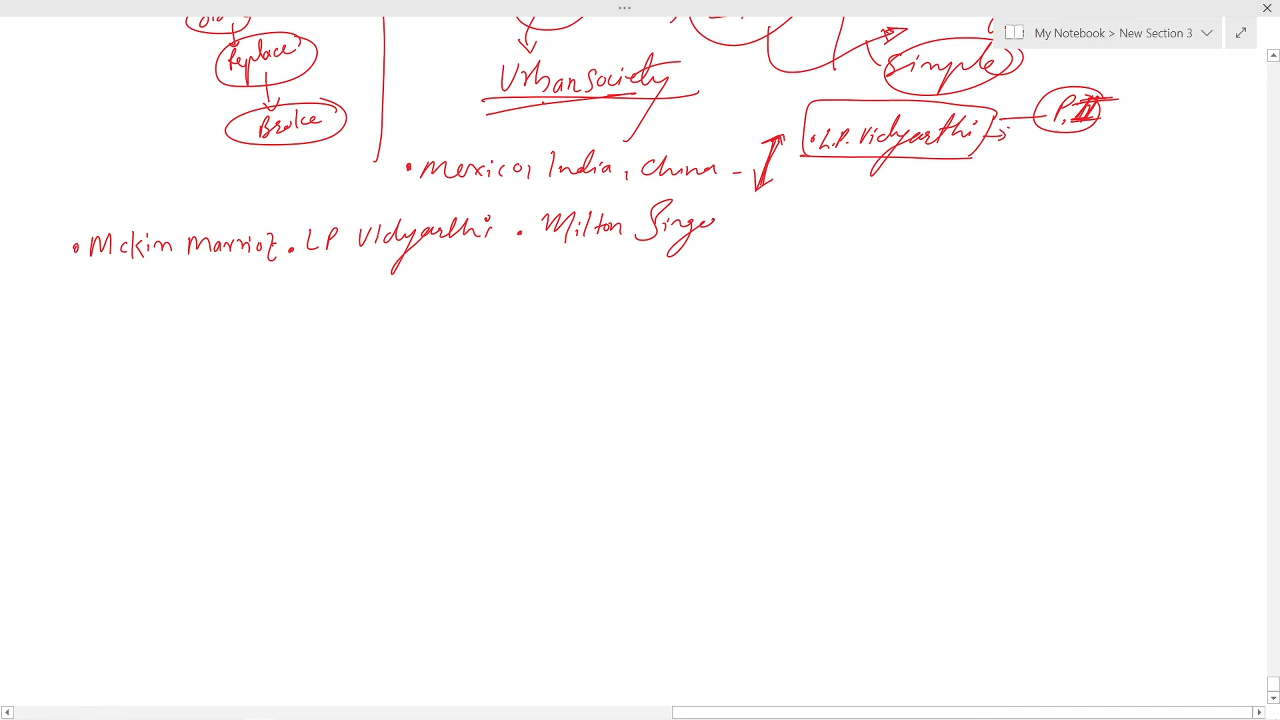 My Notebook > New Section 3
Old
Replace
Broke
Urban Society
Simple
• L.P. Vidyarthi
P.
• Mexico, India, China -
• Mckim Marriot . LP Vidyarthi . Milton Singer